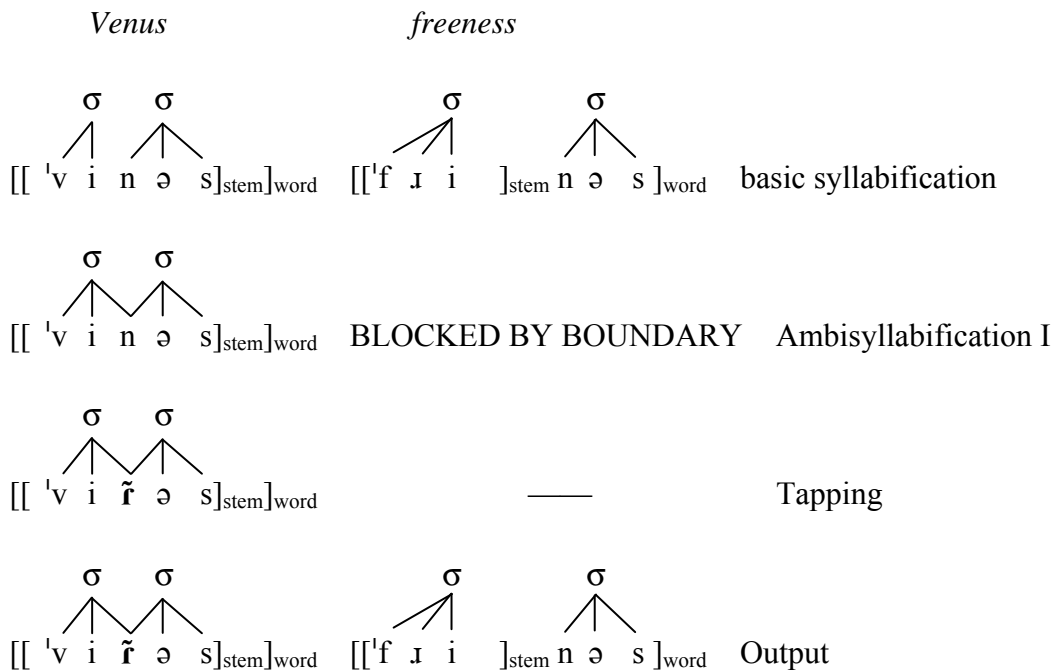 Venus freeness
σ σ σ σ
[[ ˈv i n ə s]stem]word [[ˈf ɹ i ]stem n ə s ]word basic syllabification
σ σ
[[ ˈv i n ə s]stem]word BLOCKED BY BOUNDARY Ambisyllabification I
σ σ
[[ ˈv i ɾ̃ ə s]stem]word —— Tapping
σ σ σ σ
[[ ˈv i ɾ̃ ə s]stem]word [[ˈf ɹ i ]stem n ə s ]word Output